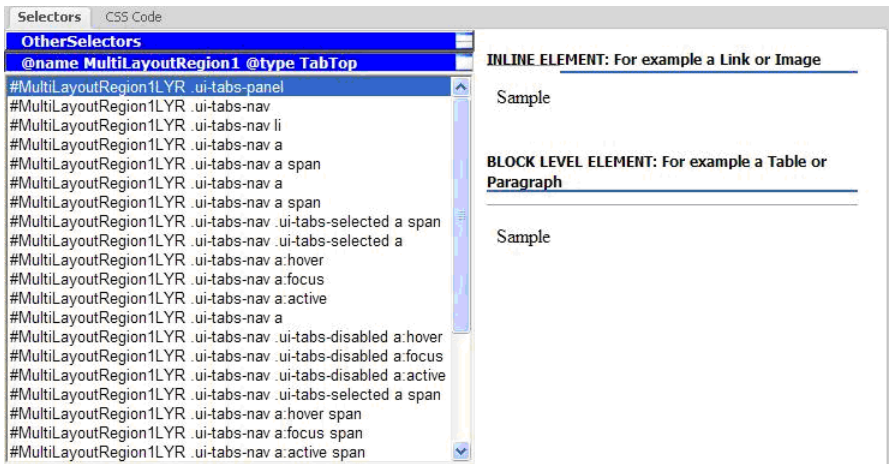 Selectors CSS Code
OtherSelectors
@name MultiLayoutRegion1 @type TabTop
#MultiLayoutRegion1LYR .ui-tabs-panel
#MultiLayoutRegion1LYR .ui-tabs-nav
#MultiLayoutRegion1LYR .ui-tabs-nav li
#MultiLayoutRegion1LYR .ui-tabs-nav a
#MultiLayoutRegion1LYR .ui-tabs-nav a span
#MultiLayoutRegion1LYR .ui-tabs-nav a
#MultiLayoutRegion1LYR .ui-tabs-nav a span
#MultiLayoutRegion1LYR .ui-tabs-nav .ui-tabs-selected a span
#MultiLayoutRegion1LYR .ui-tabs-nav .ui-tabs-selected a
#MultiLayoutRegion1LYR .ui-tabs-nav a:hover
#MultiLayoutRegion1LYR .ui-tabs-nav a:focus
#MultiLayoutRegion1LYR .ui-tabs-nav a:active
#MultiLayoutRegion1LYR .ui-tabs-nav a
#MultiLayoutRegion1LYR .ui-tabs-nav .ui-tabs-disabled a:hover
#MultiLayoutRegion1LYR .ui-tabs-nav .ui-tabs-disabled a:focus
#MultiLayoutRegion1LYR .ui-tabs-nav .ui-tabs-disabled a:active
#MultiLayoutRegion1LYR .ui-tabs-nav .ui-tabs-selected a span
#MultiLayoutRegion1LYR .ui-tabs-nav a:hover span
#MultiLayoutRegion1LYR .ui-tabs-nav a:focus span
#MultiLayoutRegion1LYR .ui-tabs-nav a:active span
INLINE ELEMENT: For example a Link or Image
Sample
BLOCK LEVEL ELEMENT: For example a Table or
Paragraph
Sample